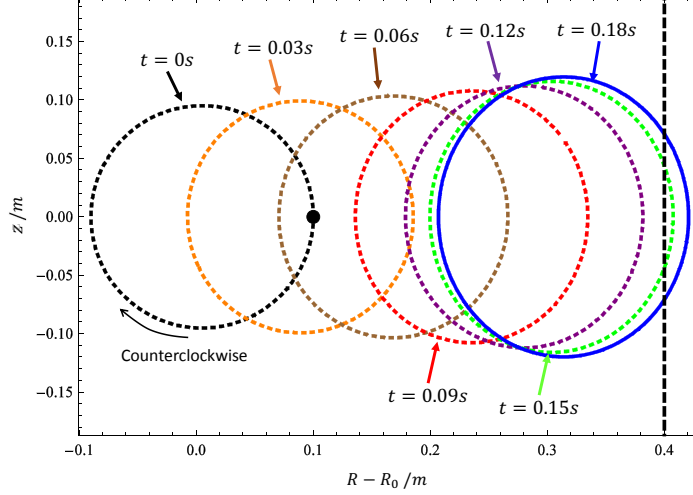 t = 0s
t = 0.03s
t = 0.06s
t = 0.12s
t = 0.18s
0.15
0.10
0.05
0.00
−0.05
−0.10
−0.15
z /m
Counterclockwise
t = 0.09s
t = 0.15s
−0.1
0.0
0.1
0.2
0.3
0.4
R − R₀ /m